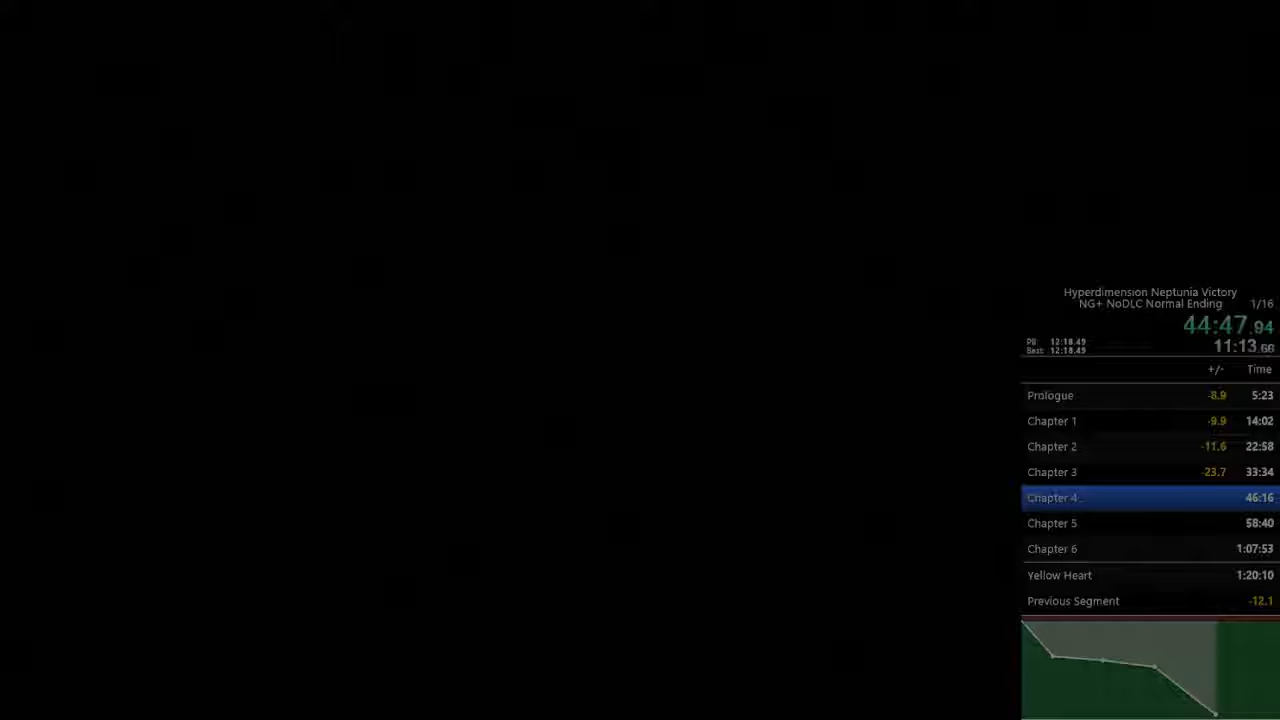 Hyperdimension Neptunia Victory
NG+ NoDLC Normal Ending 1/16
44:47.94
PB: 12:18.49
Best: 12:18.49
11:13.66
+/- Time
Prologue -8.9 5:23
Chapter 1 -9.9 14:02
Chapter 2 -11.6 22:58
Chapter 3 -23.7 33:34
Chapter 4 46:16
Chapter 5 58:40
Chapter 6 1:07:53
Yellow Heart 1:20:10
Previous Segment -12.1